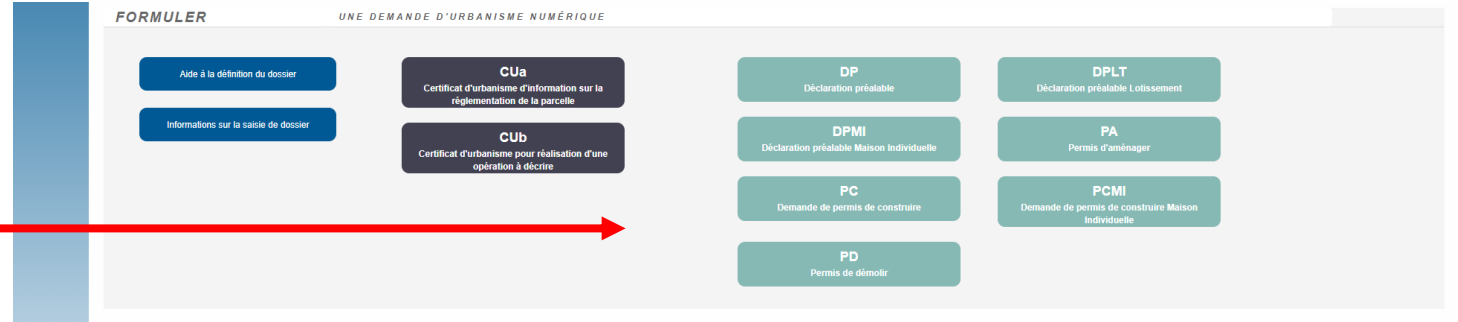 FORMULER UNE DEMANDE D'URBANISME NUMÉRIQUE
Aide à la définition du dossier
Informations sur la saisie de dossier
CUa
Certificat d'urbanisme d'information sur la
règlementation de la parcelle
CUb
Certificat d'urbanisme pour réalisation d'une
opération à décrire
DP
Déclaration préalable
DPLT
Déclaration préalable Lotissement
DPMI
Déclaration préalable Maison Individuelle
PA
Permis d'aménager
PC
Demande de permis de construire
PCMI
Demande de permis de construire Maison
Individuelle
PD
Permis de démolir